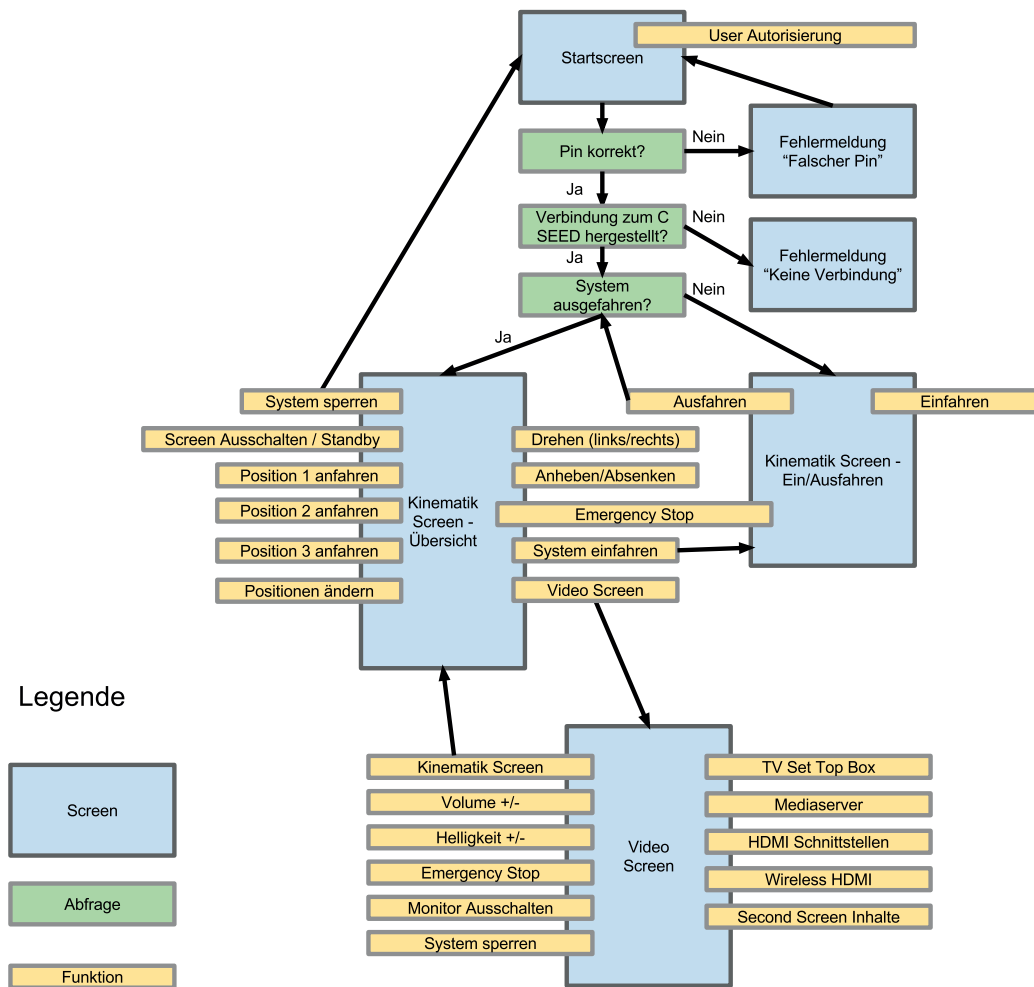 User Autorisierung
Startscreen
Pin korrekt?
Nein
Fehlermeldung
“Falscher Pin”
Ja
Verbindung zum C
SEED hergestellt?
Nein
Fehlermeldung
“Keine Verbindung”
Ja
System
ausgefahren?
Nein
Ja
System sperren
Ausfahren
Einfahren
Screen Ausschalten / Standby
Drehen (links/rechts)
Kinematik Screen -
Ein/Ausfahren
Position 1 anfahren
Anheben/Absenken
Kinematik
Screen -
Übersicht
Position 2 anfahren
Emergency Stop
Position 3 anfahren
System einfahren
Positionen ändern
Video Screen
Legende
Screen
Abfrage
Funktion
Kinematik Screen
TV Set Top Box
Volume +/-
Mediaserver
Helligkeit +/-
HDMI Schnittstellen
Video
Screen
Emergency Stop
Wireless HDMI
Monitor Ausschalten
Second Screen Inhalte
System sperren